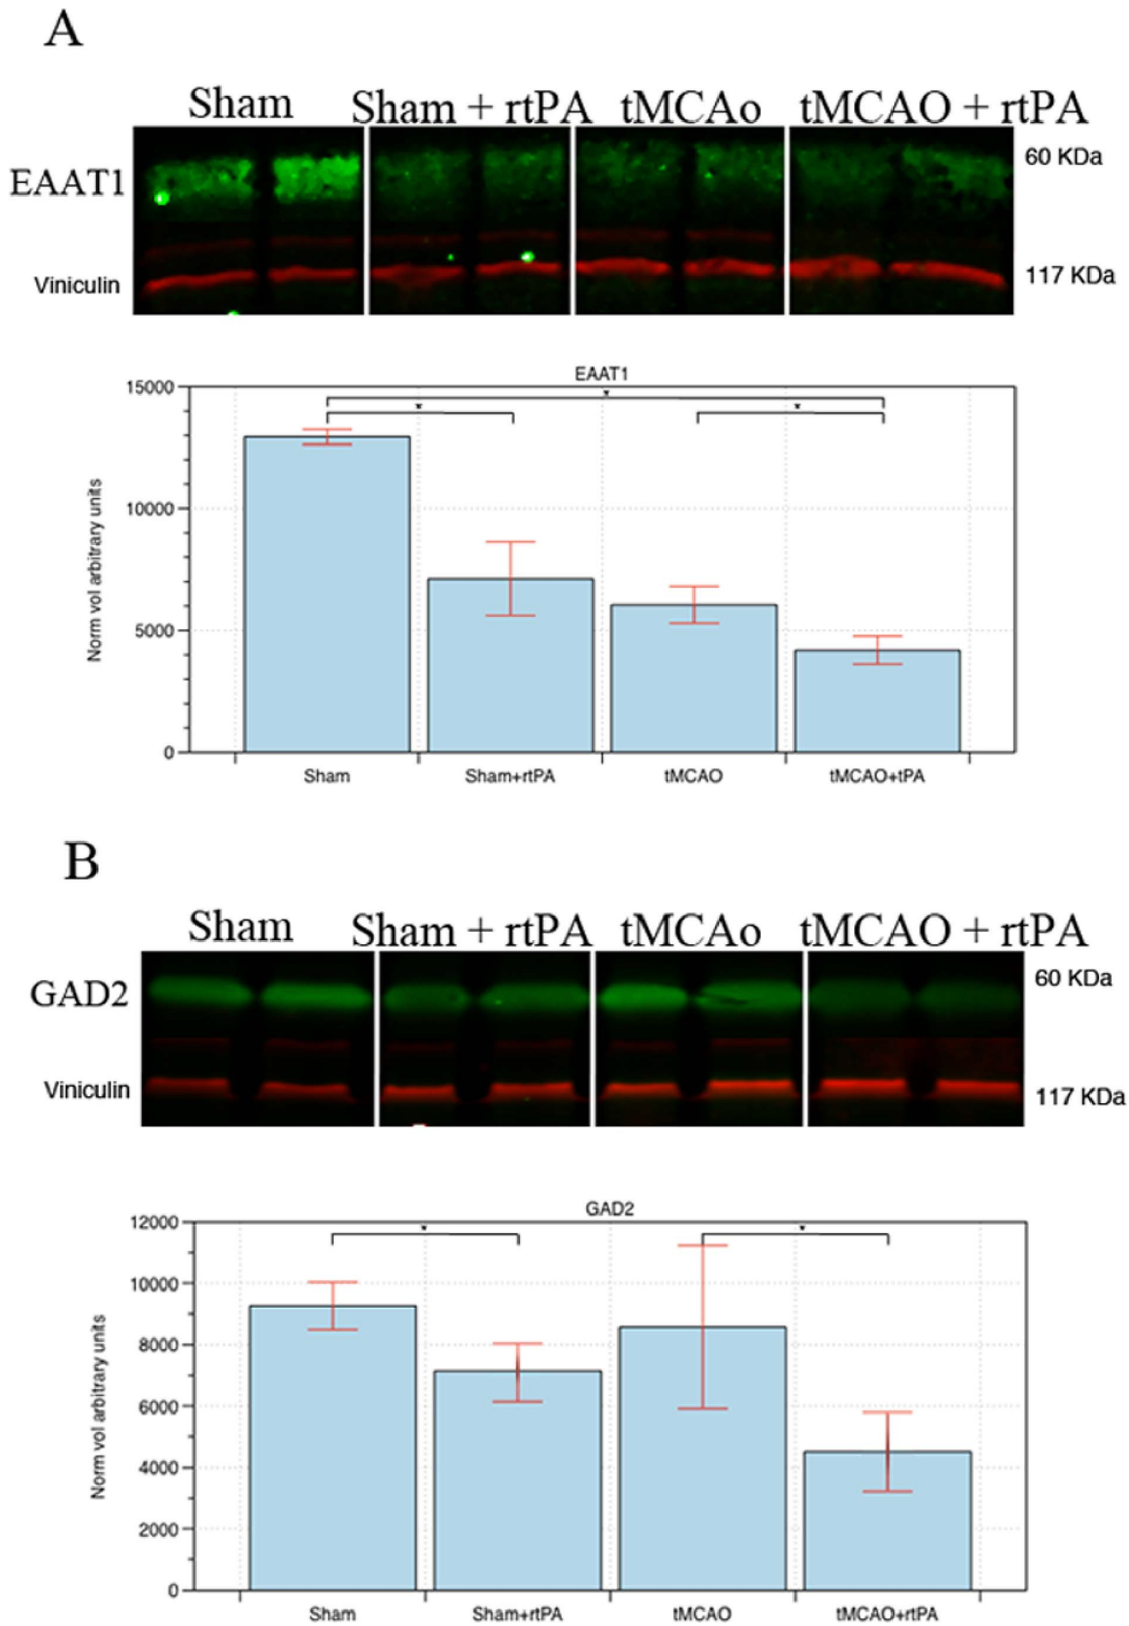 A
Sham Sham + rtPA tMCAo tMCAO + rtPA
EAAT1 60 KDa
Viniculin 117 KDa
EAAT1
15000
10000
5000
0
Norm vol arbitrary units
* * *
Sham Sham+rtPA tMCAO tMCAO+tPA
B
Sham Sham + rtPA tMCAo tMCAO + rtPA
GAD2 60 KDa
Viniculin 117 KDa
GAD2
12000
10000
8000
6000
4000
2000
0
Norm vol arbitrary units
* *
Sham Sham+rtPA tMCAO tMCAO+rtPA